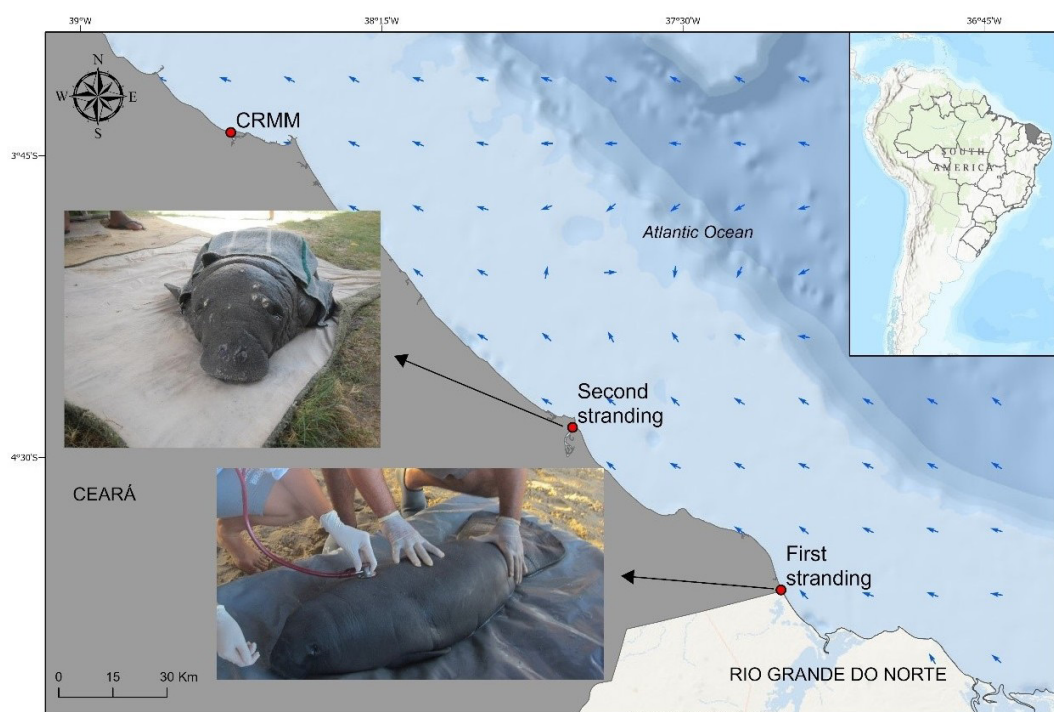 39°W
38°15'W
37°30'W
36°45'W
N
W
E
S
CRMM
3°45'S
SOUTH
AMERICA
Atlantic Ocean
Second
stranding
4°30'S
CEARÁ
First
stranding
0
15
30 Km
RIO GRANDE DO NORTE